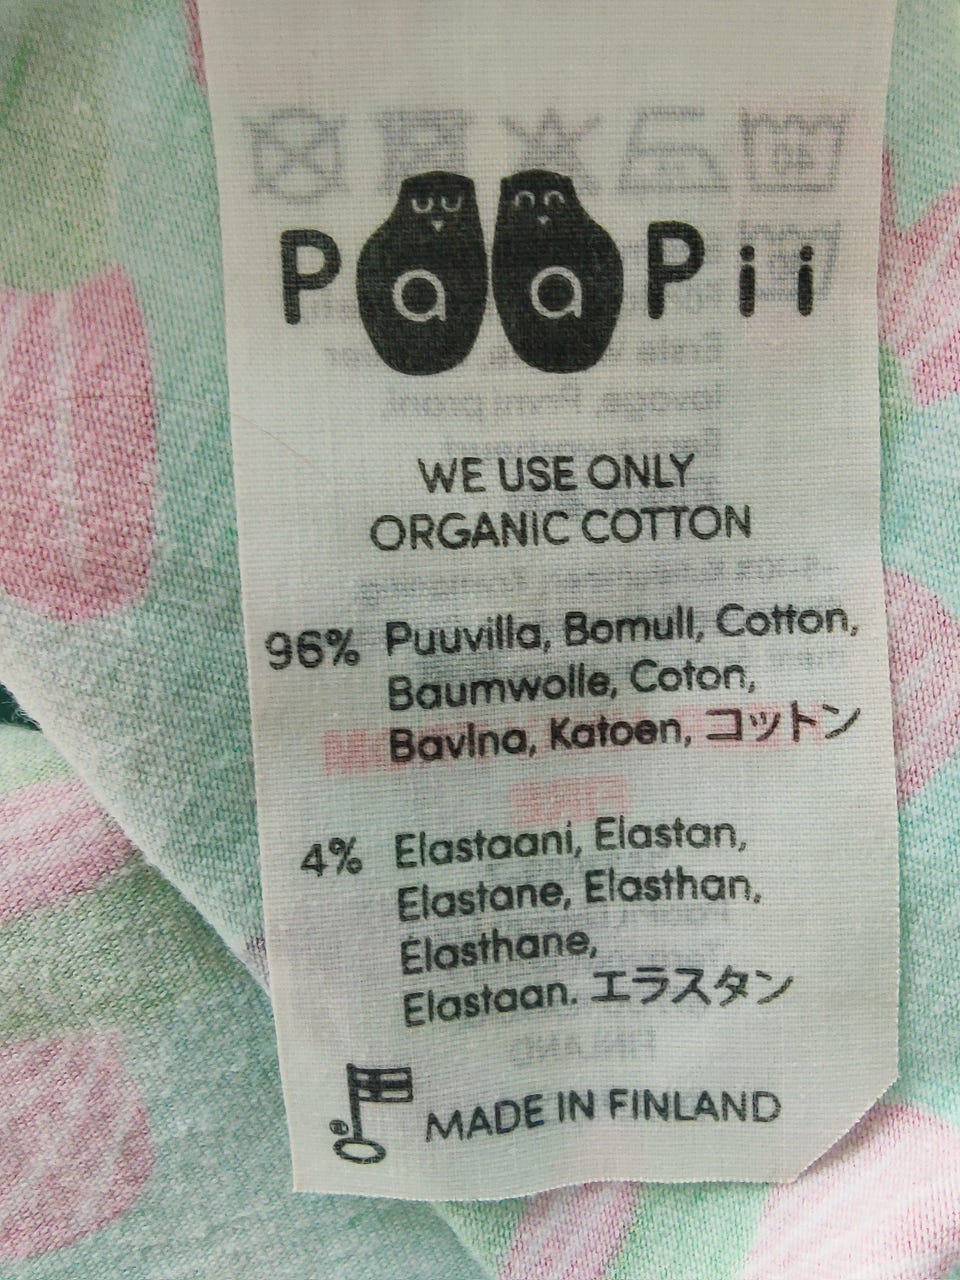 PaaPii
WE USE ONLY
ORGANIC COTTON
96% Puuvilla, Bomull, Cotton,
Baumwolle, Coton,
Bavlna, Katoen, コットン
4% Elastaani, Elastan,
Elastane, Elasthan,
Elasthane,
Elastaan. エラスタン
MADE IN FINLAND